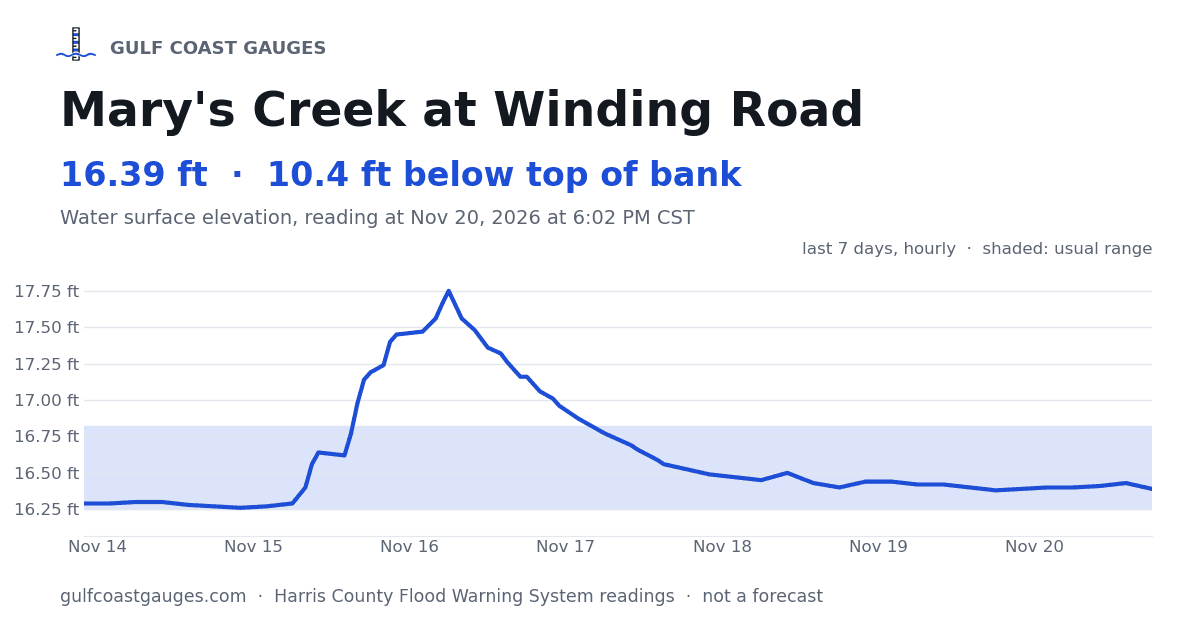 GULF COAST GAUGES
Mary's Creek at Winding Road
16.39 ft · 10.4 ft below top of bank
Water surface elevation, reading at Nov 20, 2026 at 6:02 PM CST
last 7 days, hourly · shaded: usual range
17.75 ft
17.50 ft
17.25 ft
17.00 ft
16.75 ft
16.50 ft
16.25 ft
Nov 14 Nov 15 Nov 16 Nov 17 Nov 18 Nov 19 Nov 20
gulfcoastgauges.com · Harris County Flood Warning System readings · not a forecast